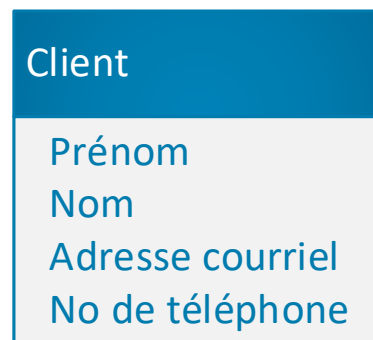 Client
Prénom
Nom
Adresse courriel
No de téléphone